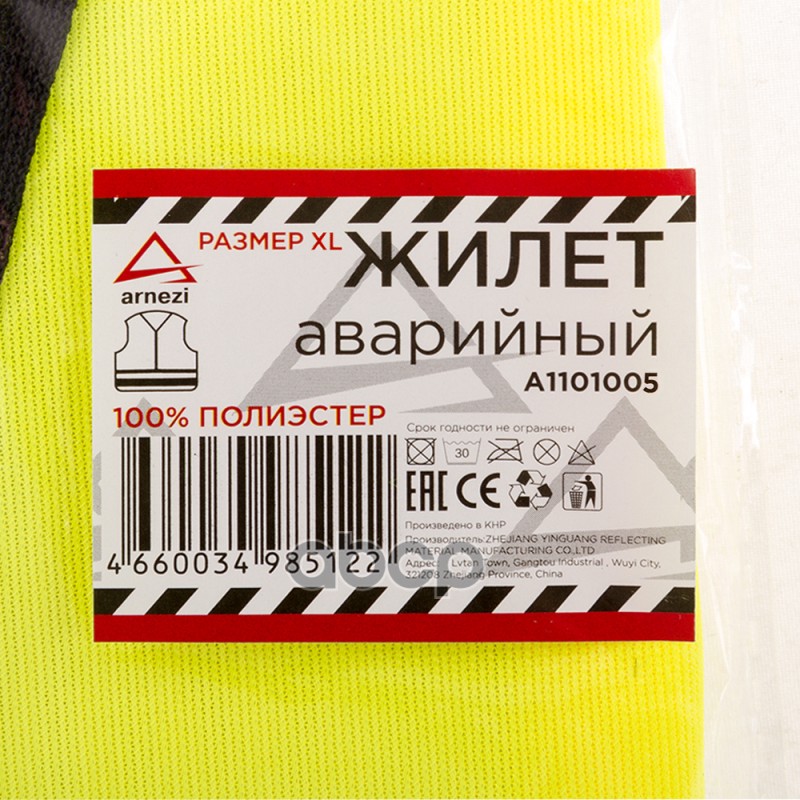 РАЗМЕР XL
ЖИЛЕТ
arnezi
аварийный
A1101005
100% ПОЛИЭСТЕР
Срок годности не ограничен
30
EAC CE
Произведено в КНР
Производитель:ZHEJIANG YINGUANG REFLECTING
MATERIAL MANUFACTURING CO.,LTD
Адрес: Lvtan Town, Gangtou Industrial , Wuyi City,
321208 Zhejiang Province, China
4 660034 985122
abcp